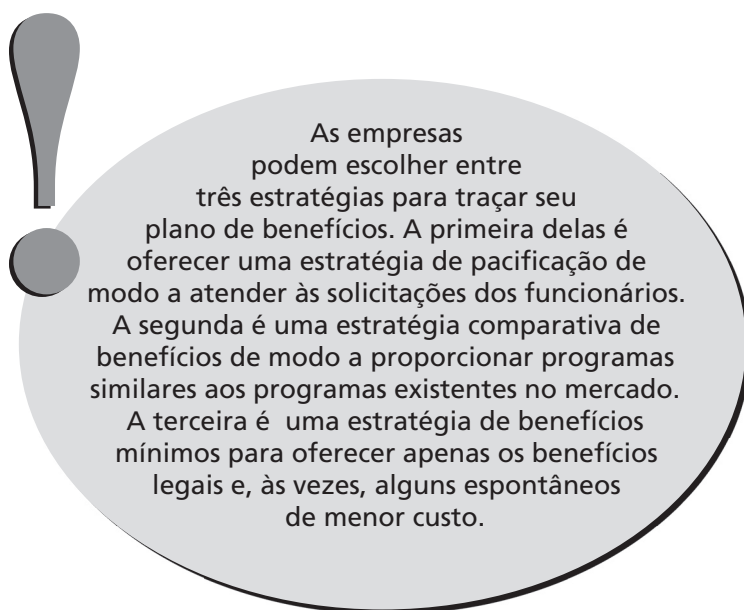 As empresas
podem escolher entre
três estratégias para traçar seu
plano de benefícios. A primeira delas é
oferecer uma estratégia de pacificação de
modo a atender às solicitações dos funcionários.
A segunda é uma estratégia comparativa de
benefícios de modo a proporcionar programas
similares aos programas existentes no mercado.
A terceira é uma estratégia de benefícios
mínimos para oferecer apenas os benefícios
legais e, às vezes, alguns espontâneos
de menor custo.